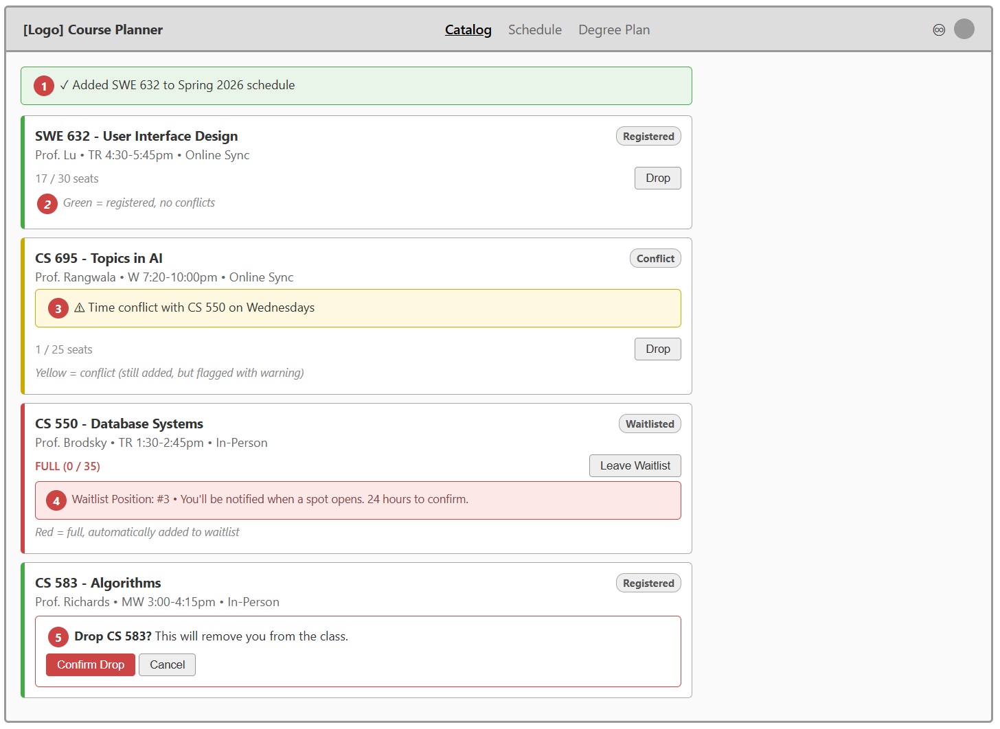 [Logo] Course Planner
Catalog Schedule Degree Plan
1 ✓ Added SWE 632 to Spring 2026 schedule
SWE 632 - User Interface Design
Registered
Prof. Lu • TR 4:30-5:45pm • Online Sync
17 / 30 seats
Drop
2 Green = registered, no conflicts
CS 695 - Topics in AI
Conflict
Prof. Rangwala • W 7:20-10:00pm • Online Sync
3 ⚠ Time conflict with CS 550 on Wednesdays
1 / 25 seats
Drop
Yellow = conflict (still added, but flagged with warning)
CS 550 - Database Systems
Waitlisted
Prof. Brodsky • TR 1:30-2:45pm • In-Person
FULL (0 / 35)
Leave Waitlist
4 Waitlist Position: #3 • You'll be notified when a spot opens. 24 hours to confirm.
Red = full, automatically added to waitlist
CS 583 - Algorithms
Registered
Prof. Richards • MW 3:00-4:15pm • In-Person
5 Drop CS 583? This will remove you from the class.
Confirm Drop Cancel